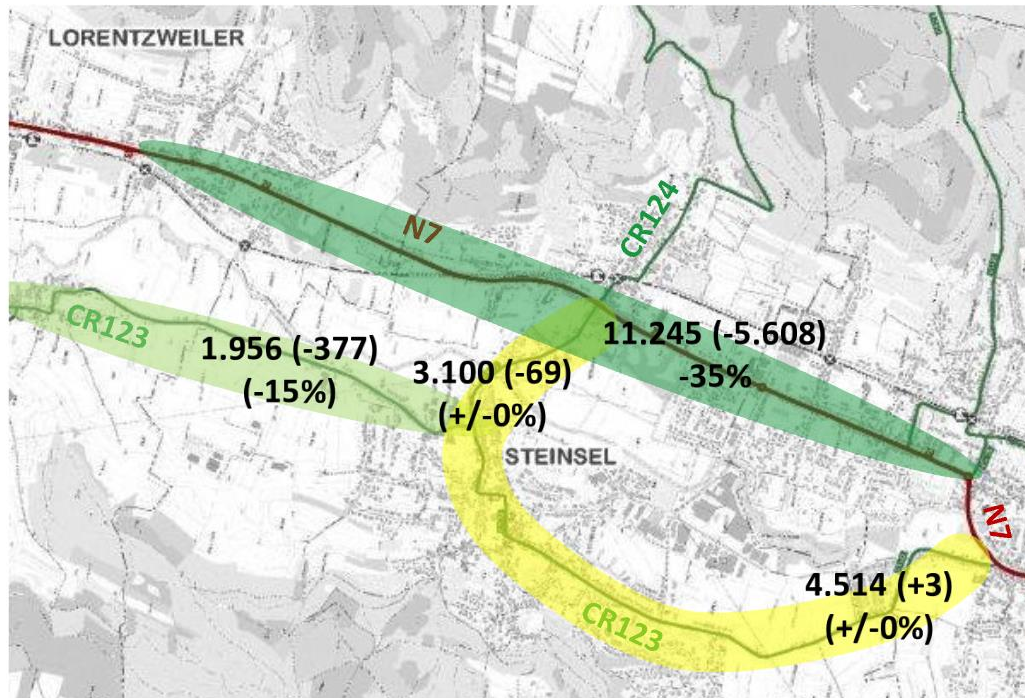 LORENTZWEILER
CR124
N7
CR123
11.245 (-5.608)
-35%
1.956 (-377)
(-15%)
3.100 (-69)
(+/-0%)
STEINSEL
N7
4.514 (+3)
(+/-0%)
CR123